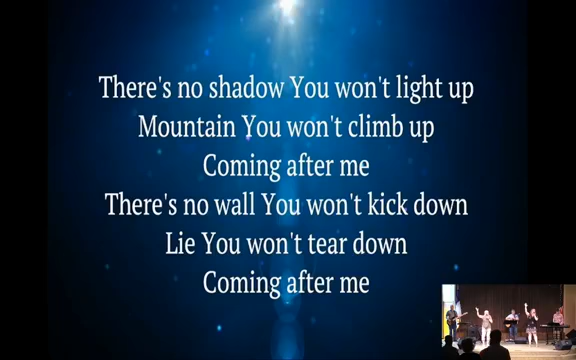 There's no shadow You won't light up
Mountain You won't climb up
Coming after me
There's no wall You won't kick down
Lie You won't tear down
Coming after me